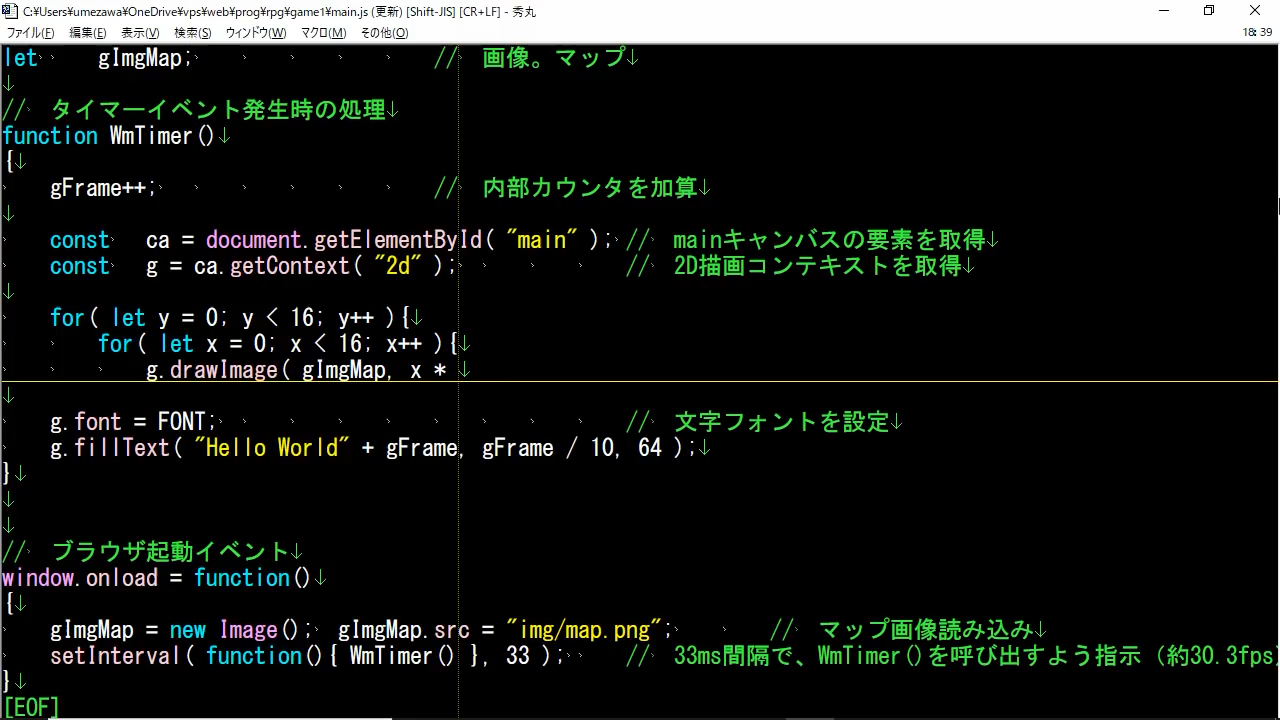 C:¥Users¥umezawa¥OneDrive¥vps¥web¥prog¥rpg¥game1¥main.js (更新) [Shift-JIS] [CR+LF] - 秀丸
ファイル(F) 編集(E) 表示(V) 検索(S) ウィンドウ(W) マクロ(M) その他(O) 18:39
let gImgMap; // 画像。マップ↓
↓
// タイマーイベント発生時の処理↓
function WmTimer()↓
{↓
gFrame++; // 内部カウンタを加算↓
↓
const ca = document.getElementById( "main" ); // mainキャンバスの要素を取得↓
const g = ca.getContext( "2d" ); // 2D描画コンテキストを取得↓
↓
for( let y = 0; y < 16; y++ ){↓
for( let x = 0; x < 16; x++ ){↓
g.drawImage( gImgMap, x * ↓
↓
g.font = FONT; // 文字フォントを設定↓
g.fillText( "Hello World" + gFrame, gFrame / 10, 64 );↓
}↓
↓
↓
// ブラウザ起動イベント↓
window.onload = function()↓
{↓
gImgMap = new Image(); gImgMap.src = "img/map.png"; // マップ画像読み込み↓
setInterval( function(){ WmTimer() }, 33 ); // 33ms間隔で、WmTimer()を呼び出すよう指示（約30.3fps）
}↓
[EOF]